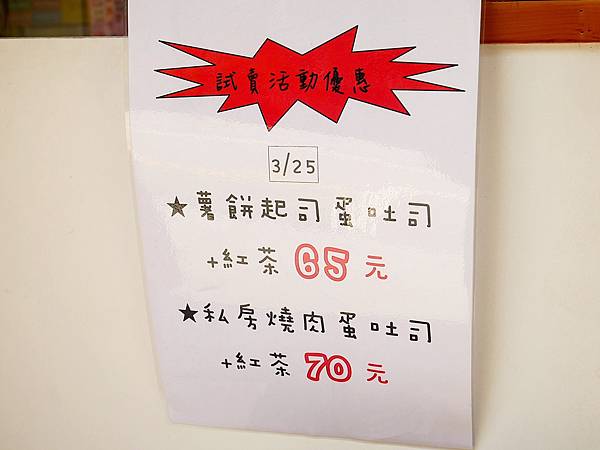 試賣活動優惠
3/25
★薯餅起司蛋吐司
+紅茶 65 元
★私房燒肉蛋吐司
+紅茶 70 元